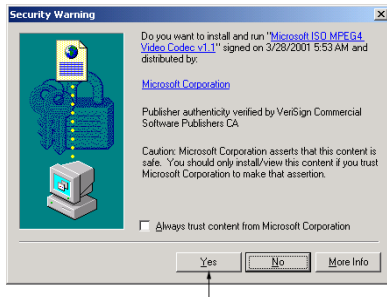 Security Warning
Do you want to install and run "Microsoft ISO MPEG4
Video Codec v1.1" signed on 3/28/2001 5:53 AM and
distributed by:
Microsoft Corporation
Publisher authenticity verified by VeriSign Commercial
Software Publishers CA
Caution: Microsoft Corporation asserts that this content is
safe. You should only install/view this content if you trust
Microsoft Corporation to make that assertion.
Always trust content from Microsoft Corporation
Yes No More Info